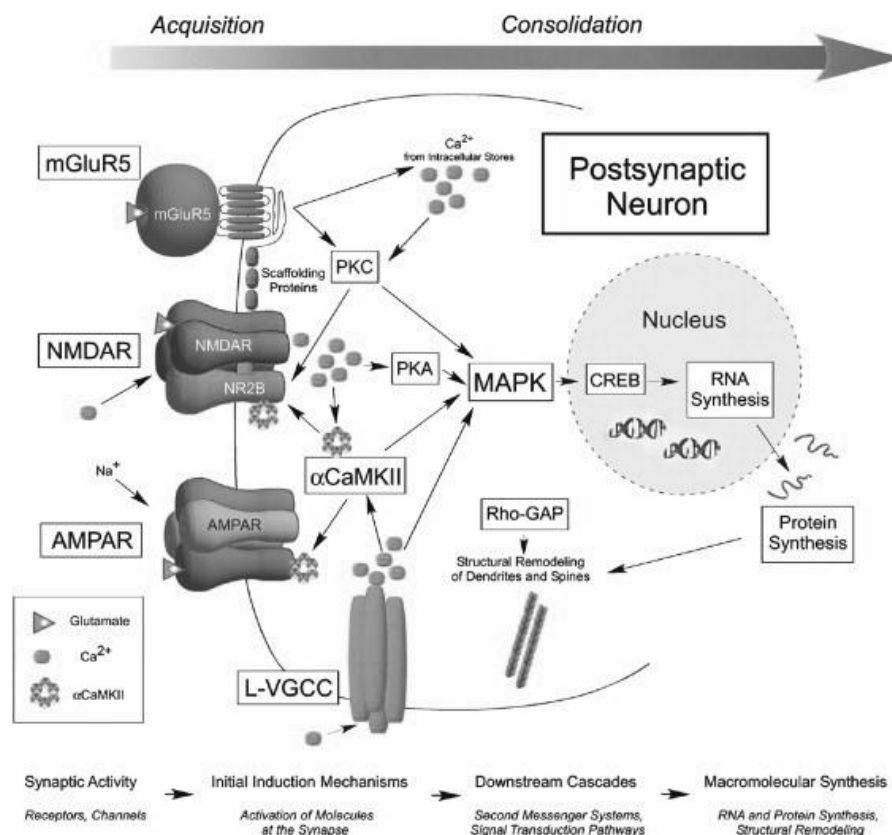 Acquisition
Consolidation
mGluR5
mGluR5
Ca2+
from Intracellular Stores
Postsynaptic
Neuron
PKC
Scaffolding
Proteins
Nucleus
NMDAR
NMDAR
NR2B
PKA
MAPK
CREB
RNA
Synthesis
Na+
αCaMKII
AMPAR
AMPAR
Rho-GAP
Protein
Synthesis
Structural Remodeling
of Dendrites and Spines
Glutamate
Ca2+
αCaMKII
L-VGCC
Synaptic Activity
Initial Induction Mechanisms
Downstream Cascades
Macromolecular Synthesis
Receptors, Channels
Activation of Molecules
at the Synapse
Second Messenger Systems,
Signal Transduction Pathways
RNA and Protein Synthesis,
Structural Remodeling